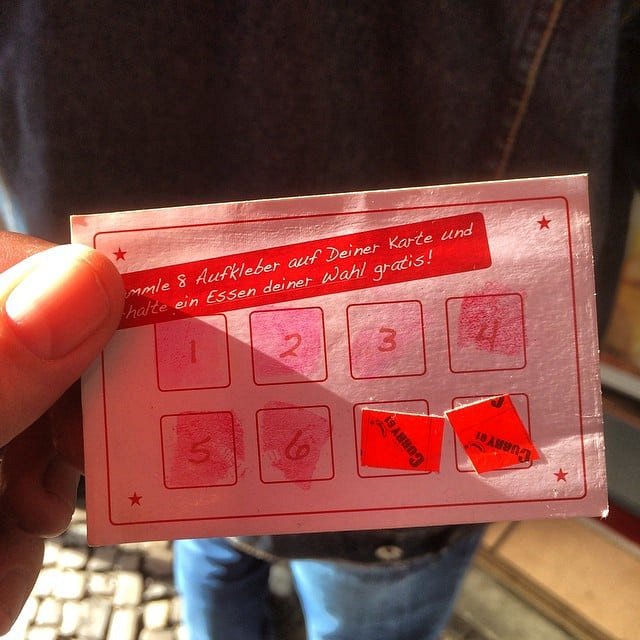 mmle 8 Aufkleber auf Deiner Karte und
halte ein Essen deiner Wahl gratis!
1 2 3 4
5 6
CURRY 61 CURRY 61